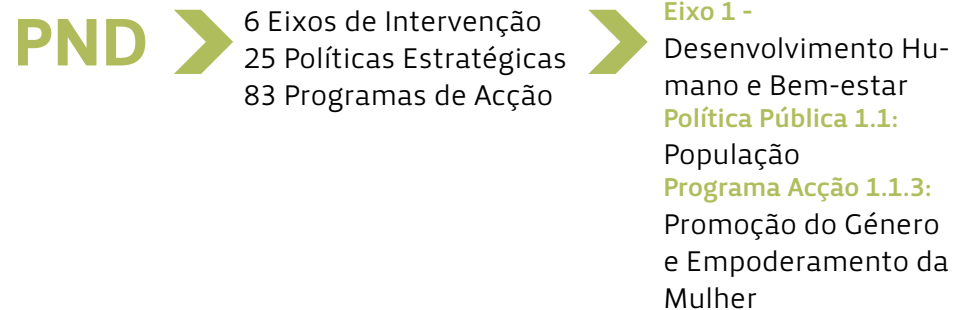 PND
6 Eixos de Intervenção
25 Políticas Estratégicas
83 Programas de Acção
Eixo 1 -
Desenvolvimento Hu-
mano e Bem-estar
Política Pública 1.1:
População
Programa Acção 1.1.3:
Promoção do Género
e Empoderamento da
Mulher